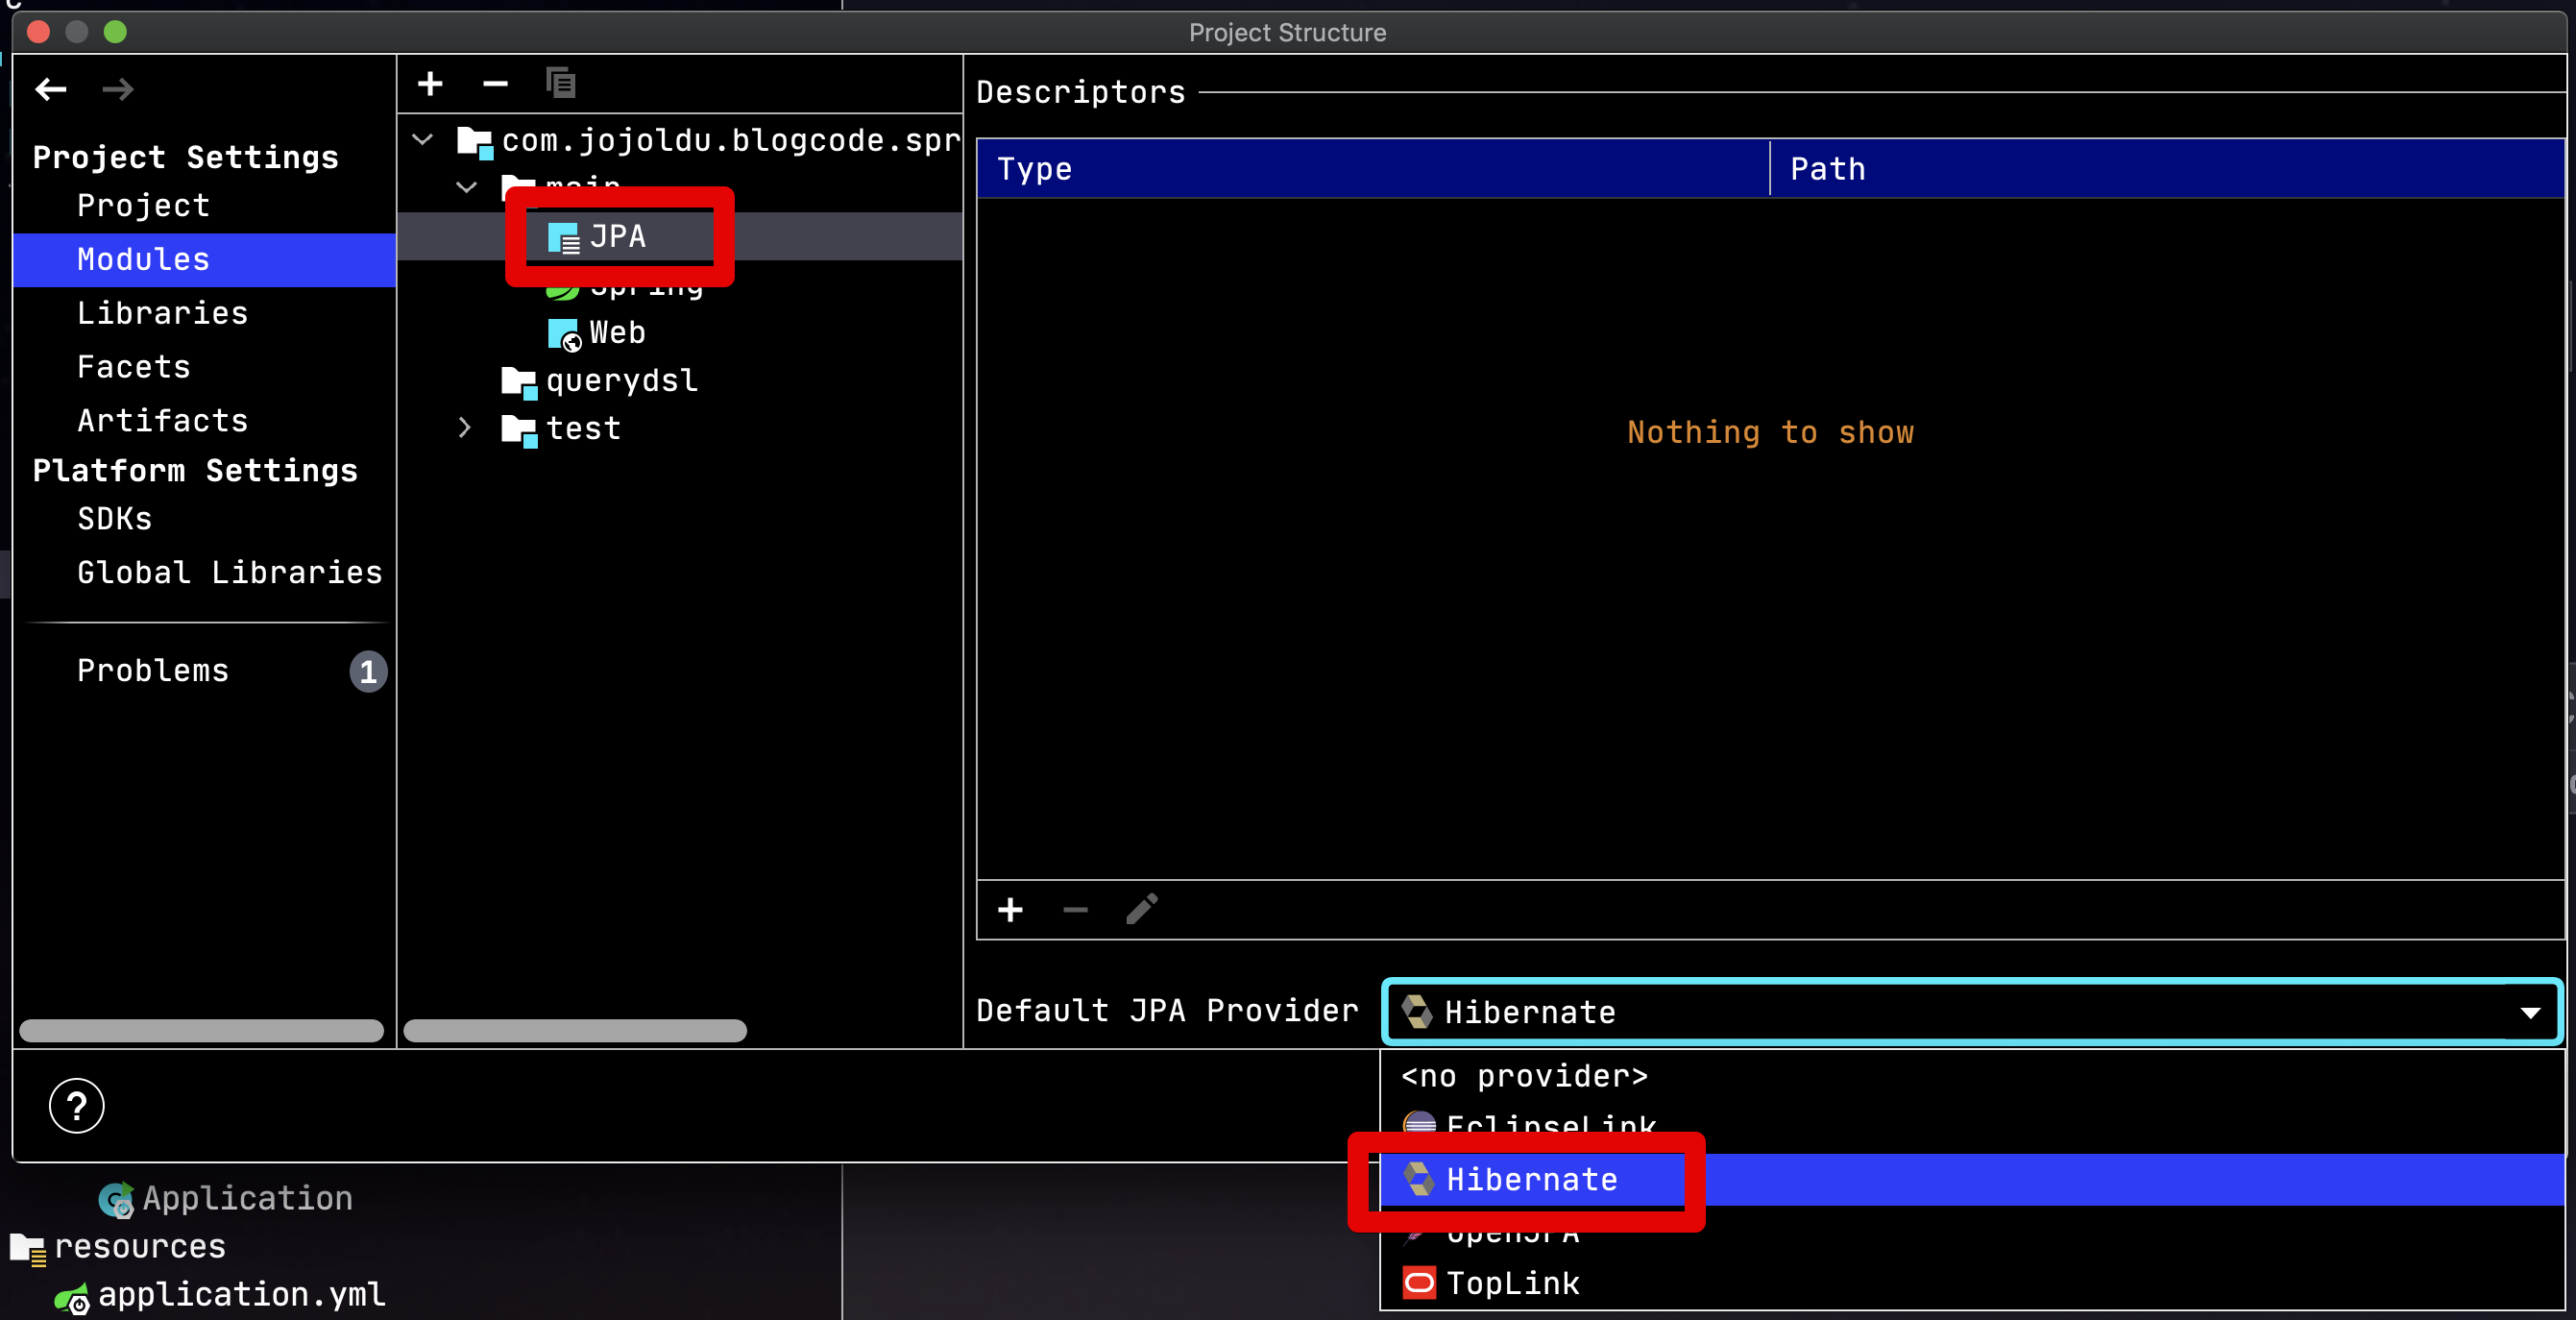 Project Structure
Project Settings
Project
Modules
Libraries
Facets
Artifacts
Platform Settings
SDKs
Global Libraries
Problems 1
com.jojoldu.blogcode.spr
main
JPA
Spring
Web
querydsl
test
Descriptors
Type Path
Nothing to show
Default JPA Provider Hibernate
<no provider>
EclipseLink
Hibernate
OpenJPA
TopLink
?
Application
resources
application.yml